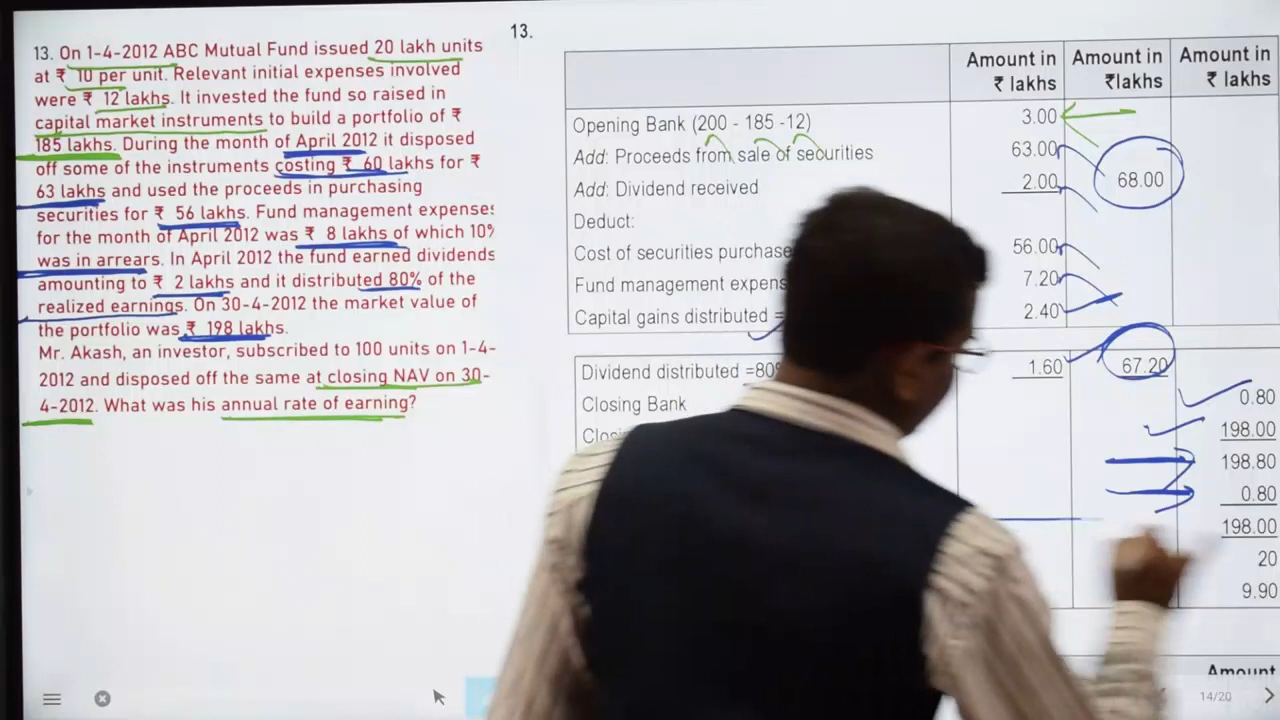 13. On 1-4-2012 ABC Mutual Fund issued 20 lakh units
at ₹ 10 per unit. Relevant initial expenses involved
were ₹ 12 lakhs. It invested the fund so raised in
capital market instruments to build a portfolio of ₹
185 lakhs. During the month of April 2012 it disposed
off some of the instruments costing ₹ 60 lakhs for ₹
63 lakhs and used the proceeds in purchasing
securities for ₹ 56 lakhs. Fund management expenses
for the month of April 2012 was ₹ 8 lakhs of which 10%
was in arrears. In April 2012 the fund earned dividends
amounting to ₹ 2 lakhs and it distributed 80% of the
realized earnings. On 30-4-2012 the market value of
the portfolio was ₹ 198 lakhs.
Mr. Akash, an investor, subscribed to 100 units on 1-4-
2012 and disposed off the same at closing NAV on 30-
4-2012. What was his annual rate of earning?
13.
Amount in Amount in Amount in
₹ lakhs ₹lakhs ₹ lakhs
Opening Bank (200 - 185 -12) 3.00
Add: Proceeds from sale of securities 63.00
Add: Dividend received 2.00 68.00
Deduct:
Cost of securities purchase 56.00
Fund management expens 7.20
Capital gains distributed = 2.40
Dividend distributed =80% 1.60 67.20
Closing Bank 0.80
198.00
198.80
0.80
198.00
20
9.90
Amount
14/20